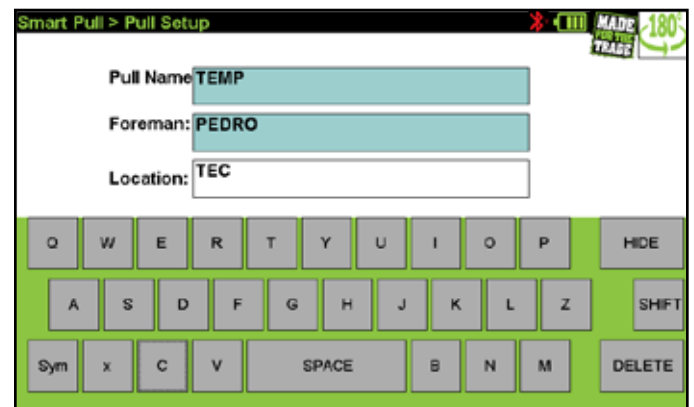 Smart Pull > Pull Setup
MADE
FOR THE
TRADE
180°
Pull Name TEMP
Foreman: PEDRO
Location: TEC
Q W E R T Y U I O P HIDE
A S D F G H J K L Z SHIFT
Sym x C V SPACE B N M DELETE